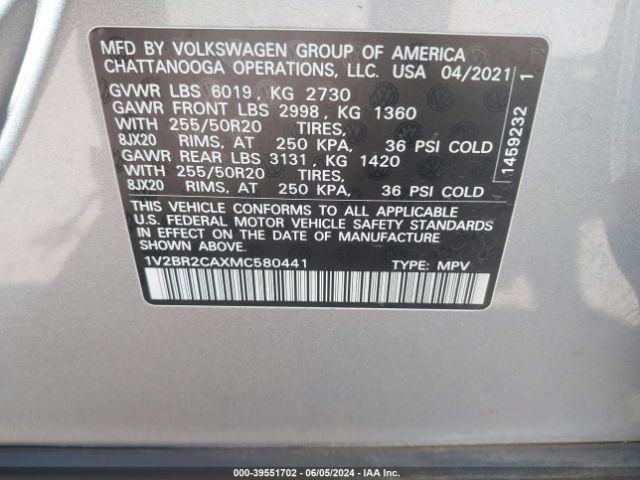 MFD BY VOLKSWAGEN GROUP OF AMERICA
CHATTANOOGA OPERATIONS, LLC. USA 04/2021
GVWR LBS 6019, KG 2730
GAWR FRONT LBS 2998, KG 1360
WITH 255/50R20 TIRES,
8JX20 RIMS, AT 250 KPA, 36 PSI COLD
GAWR REAR LBS 3131, KG 1420
WITH 255/50R20 TIRES,
8JX20 RIMS, AT 250 KPA, 36 PSI COLD
THIS VEHICLE CONFORMS TO ALL APPLICABLE
U.S. FEDERAL MOTOR VEHICLE SAFETY STANDARDS
IN EFFECT ON THE DATE OF MANUFACTURE
SHOWN ABOVE
1V2BR2CAXMC580441 TYPE: MPV
1459232 1
000-39551702 - 06/05/2024 - IAAI.COM